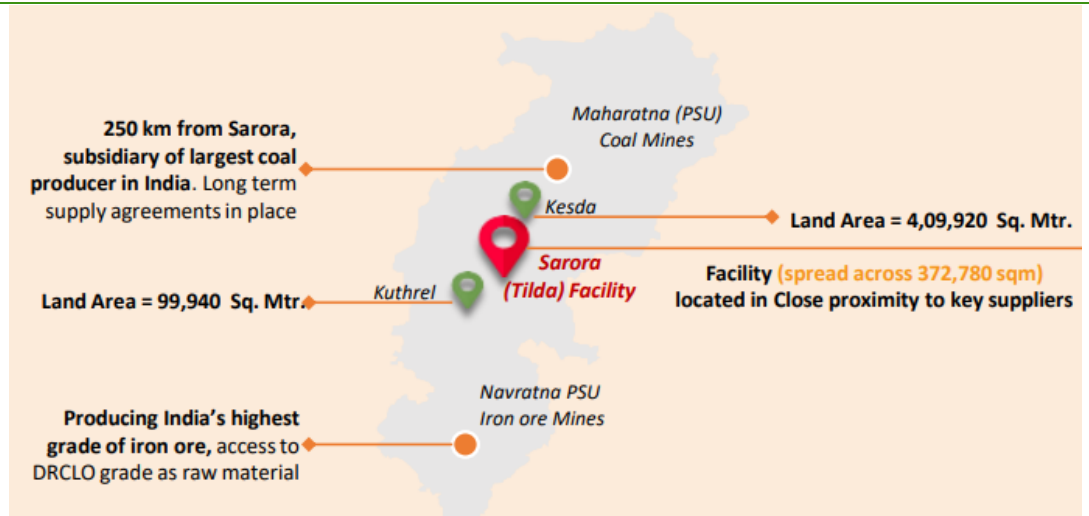 Maharatna (PSU)
Coal Mines
250 km from Sarora,
subsidiary of largest coal
producer in India. Long term
supply agreements in place
Kesda
Land Area = 4,09,920 Sq. Mtr.
Sarora
(Tilda) Facility
Facility (spread across 372,780 sqm)
located in Close proximity to key suppliers
Kuthrel
Land Area = 99,940 Sq. Mtr.
Navratna PSU
Iron ore Mines
Producing India's highest
grade of iron ore, access to
DRCLO grade as raw material